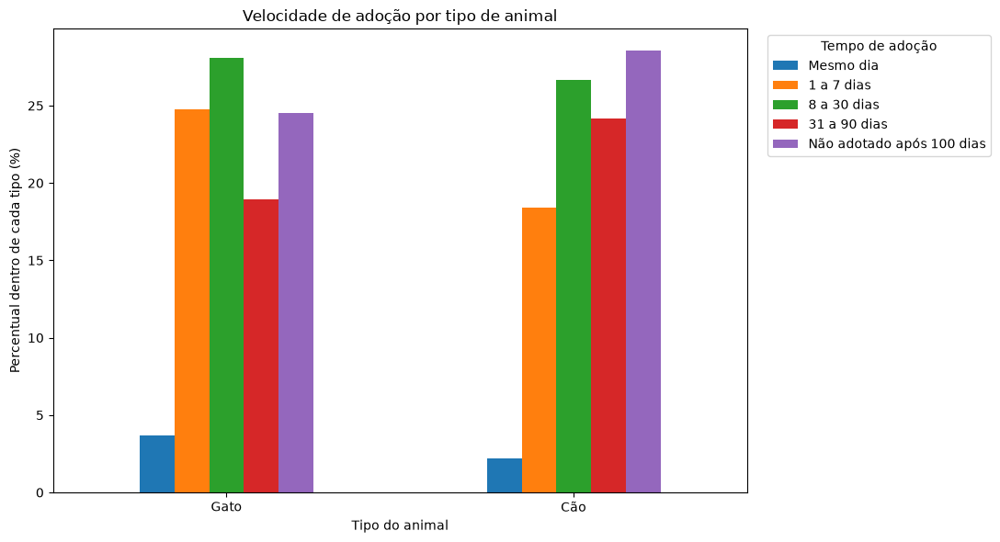 Velocidade de adoção por tipo de animal
Percentual dentro de cada tipo (%)
25
20
15
10
5
0
Gato
Cão
Tipo do animal
Tempo de adoção
Mesmo dia
1 a 7 dias
8 a 30 dias
31 a 90 dias
Não adotado após 100 dias